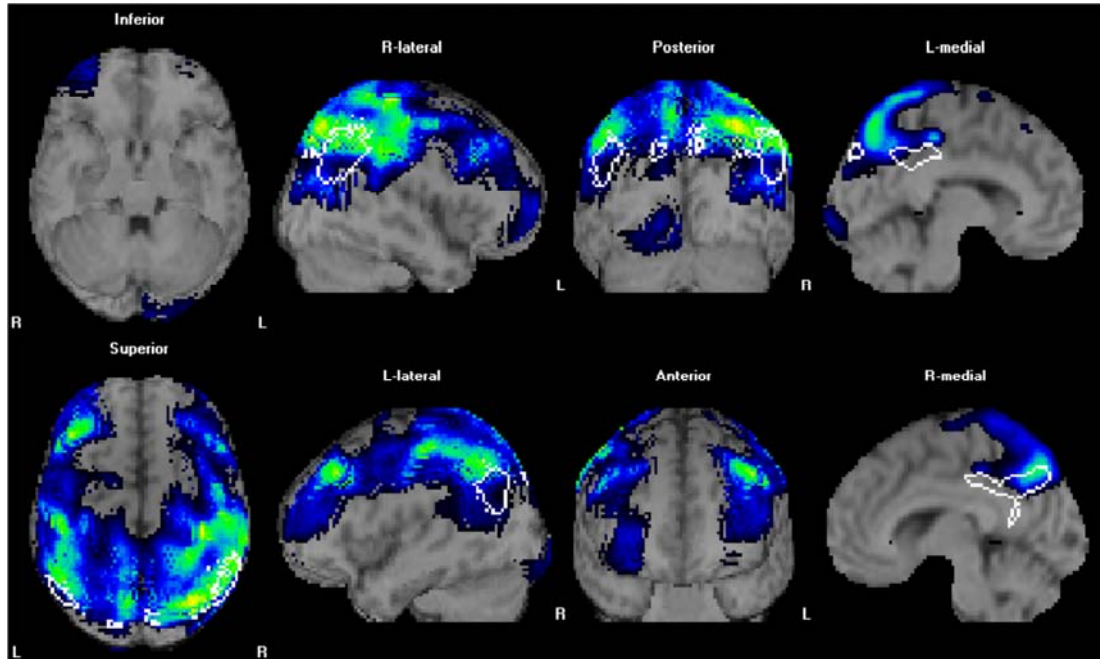 Inferior
R-lateral
Posterior
L-medial
R
L
L
R
Superior
L-lateral
Anterior
R-medial
L
R
R
L